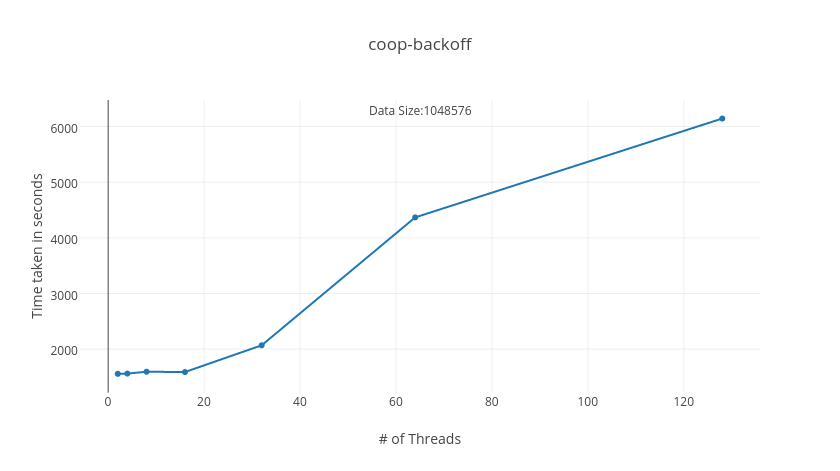 coop-backoff
Data Size:1048576
Time taken in seconds
6000
5000
4000
3000
2000
0 20 40 60 80 100 120
# of Threads